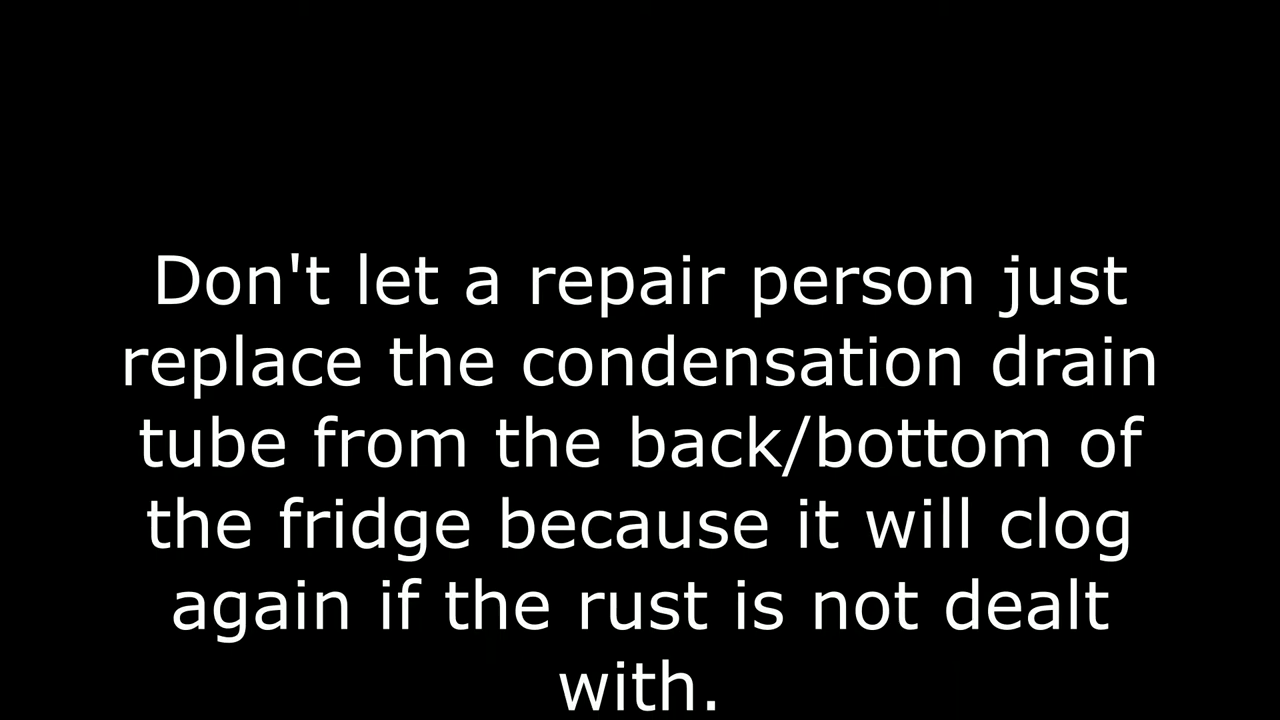 Don't let a repair person just
replace the condensation drain
tube from the back/bottom of
the fridge because it will clog
again if the rust is not dealt
with.